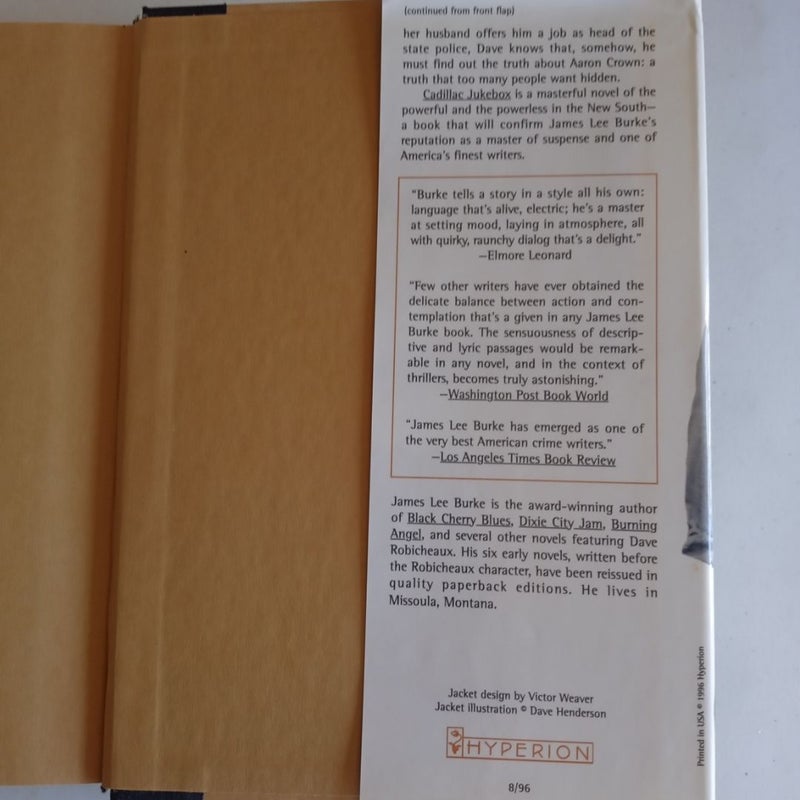 (continued from front flap)
her husband offers him a job as head of the
state police, Dave knows that, somehow, he
must find out the truth about Aaron Crown: a
truth that too many people want hidden.
Cadillac Jukebox is a masterful novel of the
powerful and the powerless in the New South—
a book that will confirm James Lee Burke's
reputation as a master of suspense and one of
America's finest writers.
"Burke tells a story in a style all his own:
language that's alive, electric; he's a master
at setting mood, laying in atmosphere, all
with quirky, raunchy dialog that's a delight."
—Elmore Leonard
"Few other writers have ever obtained the
delicate balance between action and con-
templation that's a given in any James Lee
Burke book. The sensuousness of descrip-
tive and lyric passages would be remark-
able in any novel, and in the context of
thrillers, becomes truly astonishing."
—Washington Post Book World
"James Lee Burke has emerged as one of
the very best American crime writers."
—Los Angeles Times Book Review
James Lee Burke is the award-winning author
of Black Cherry Blues, Dixie City Jam, Burning
Angel, and several other novels featuring Dave
Robicheaux. His six early novels, written before
the Robicheaux character, have been reissued in
quality paperback editions. He lives in
Missoula, Montana.
Jacket design by Victor Weaver
Jacket illustration © Dave Henderson
HYPERION
8/96
Printed in USA © 1996 Hyperion